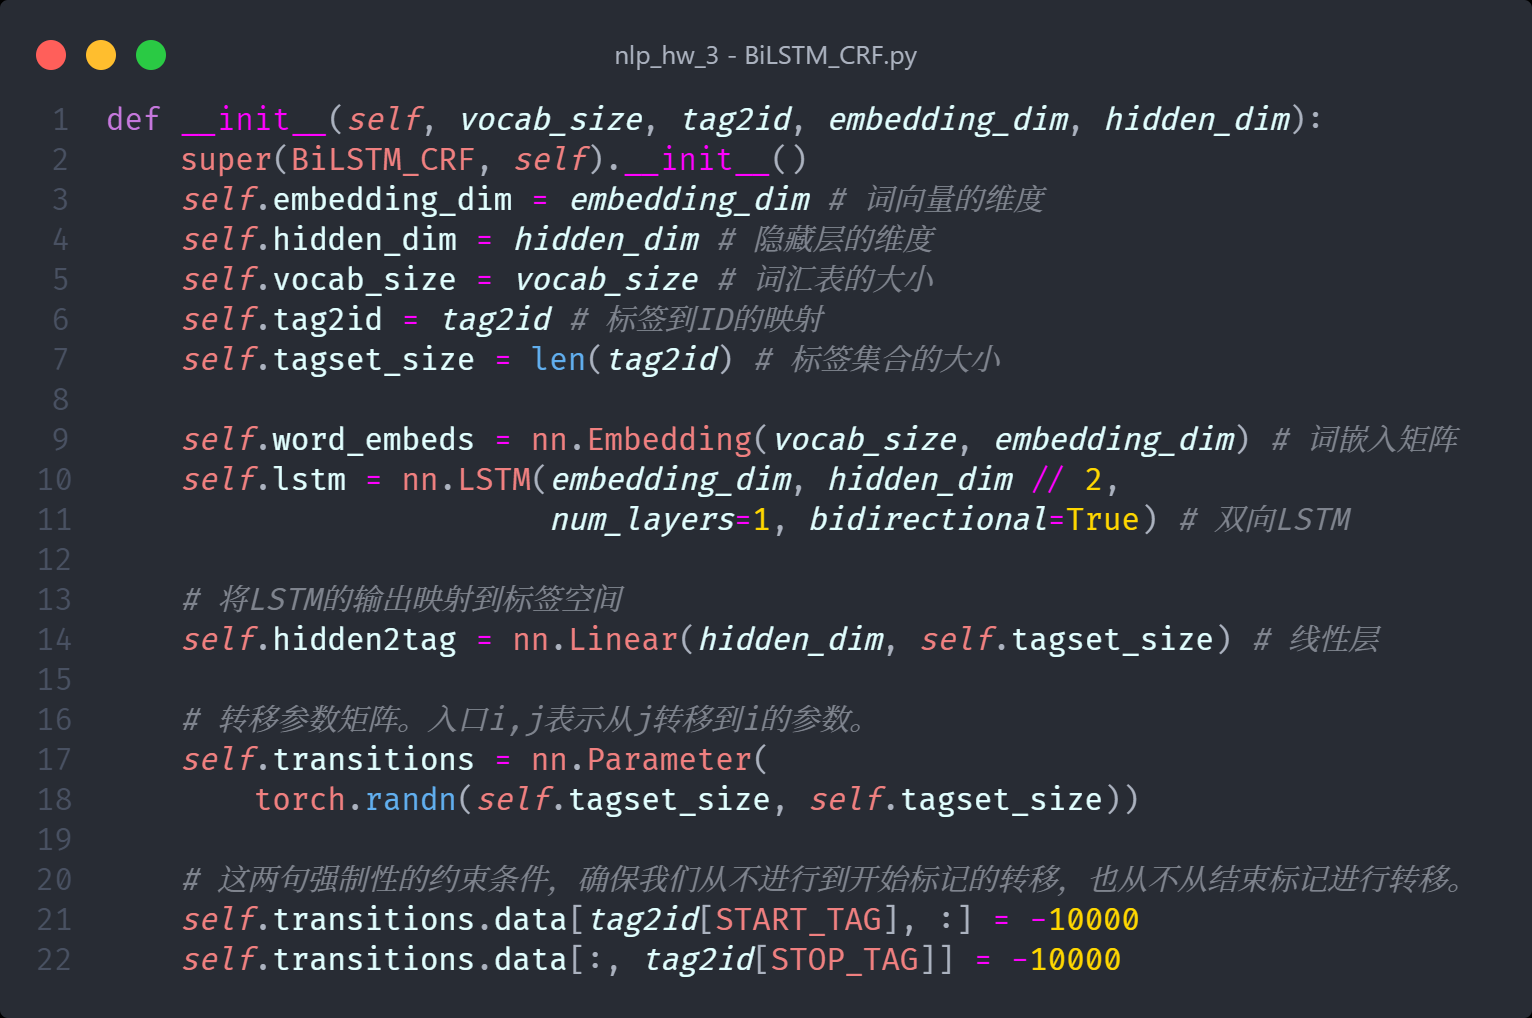 nlp_hw_3 - BiLSTM_CRF.py
1 def __init__(self, vocab_size, tag2id, embedding_dim, hidden_dim):
2     super(BiLSTM_CRF, self).__init__()
3     self.embedding_dim = embedding_dim # 词向量的维度
4     self.hidden_dim = hidden_dim # 隐藏层的维度
5     self.vocab_size = vocab_size # 词汇表的大小
6     self.tag2id = tag2id # 标签到ID的映射
7     self.tagset_size = len(tag2id) # 标签集合的大小
8
9     self.word_embeds = nn.Embedding(vocab_size, embedding_dim) # 词嵌入矩阵
10     self.lstm = nn.LSTM(embedding_dim, hidden_dim // 2,
11                         num_layers=1, bidirectional=True) # 双向LSTM
12
13     # 将LSTM的输出映射到标签空间
14     self.hidden2tag = nn.Linear(hidden_dim, self.tagset_size) # 线性层
15
16     # 转移参数矩阵。入口i,j表示从j转移到i的参数。
17     self.transitions = nn.Parameter(
18         torch.randn(self.tagset_size, self.tagset_size))
19
20     # 这两句强制性的约束条件，确保我们从不进行到开始标记的转移，也从不从结束标记进行转移。
21     self.transitions.data[tag2id[START_TAG], :] = -10000
22     self.transitions.data[:, tag2id[STOP_TAG]] = -10000